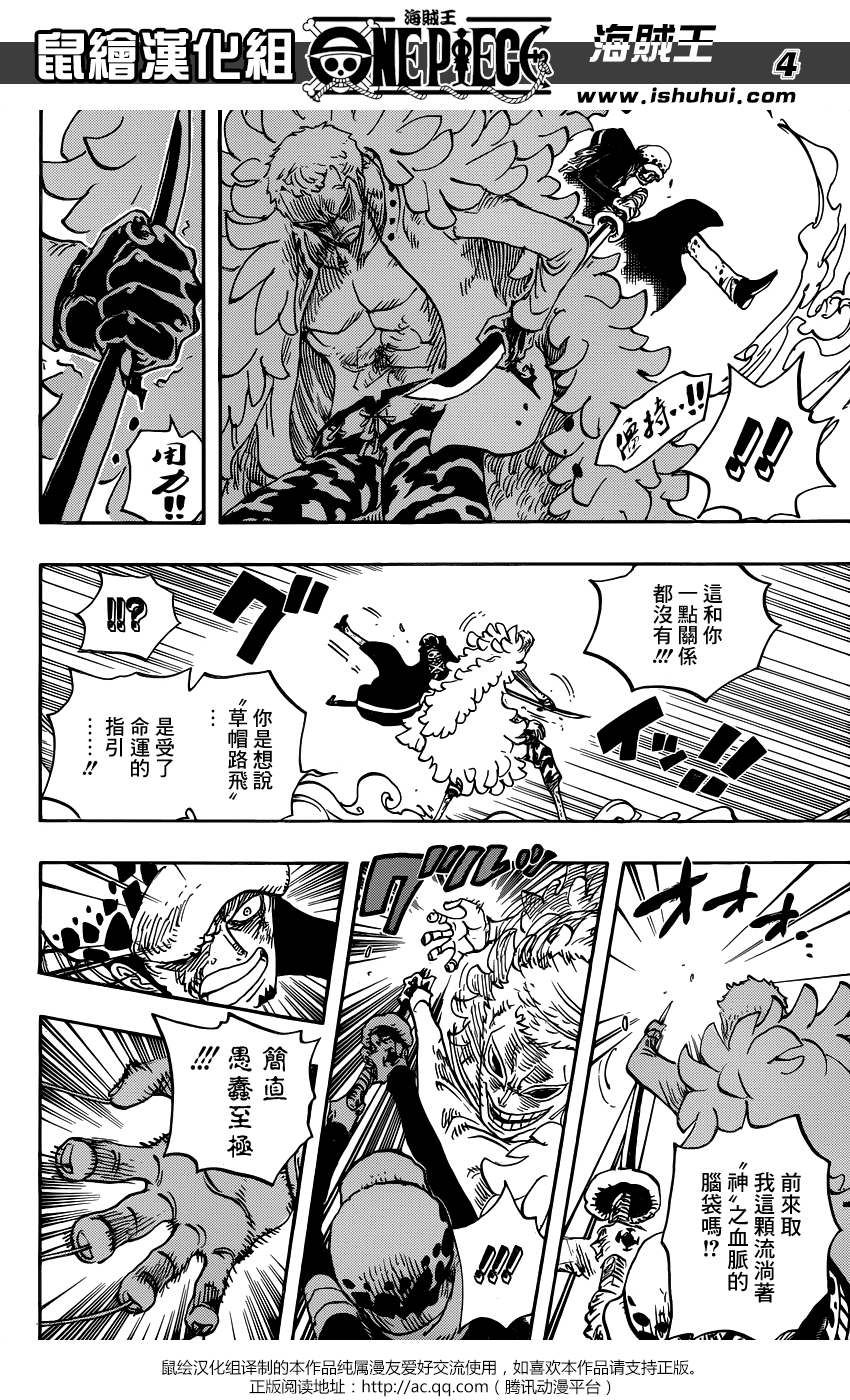 鼠繪漢化組
海賊王
ONE PIECE
海賊王
4
www.ishuhui.com
!!
堅持‥!!
用
力!!
這和你
一點關係
都沒有!!!
イッ!!
グ"
你是想說
〝草帽路飛〞
…
是受了
命運的
指引
……!!
!!?
オオオ
前來取
我這顆流淌著
〝神〞之血脈的
腦袋嗎!?
グルルッ
!!!
簡直
愚蠢至極
!!!
鼠绘汉化组译制的本作品纯属漫友爱好交流使用，如喜欢本作品请支持正版。
正版阅读地址：http://ac.qq.com（腾讯动漫平台）